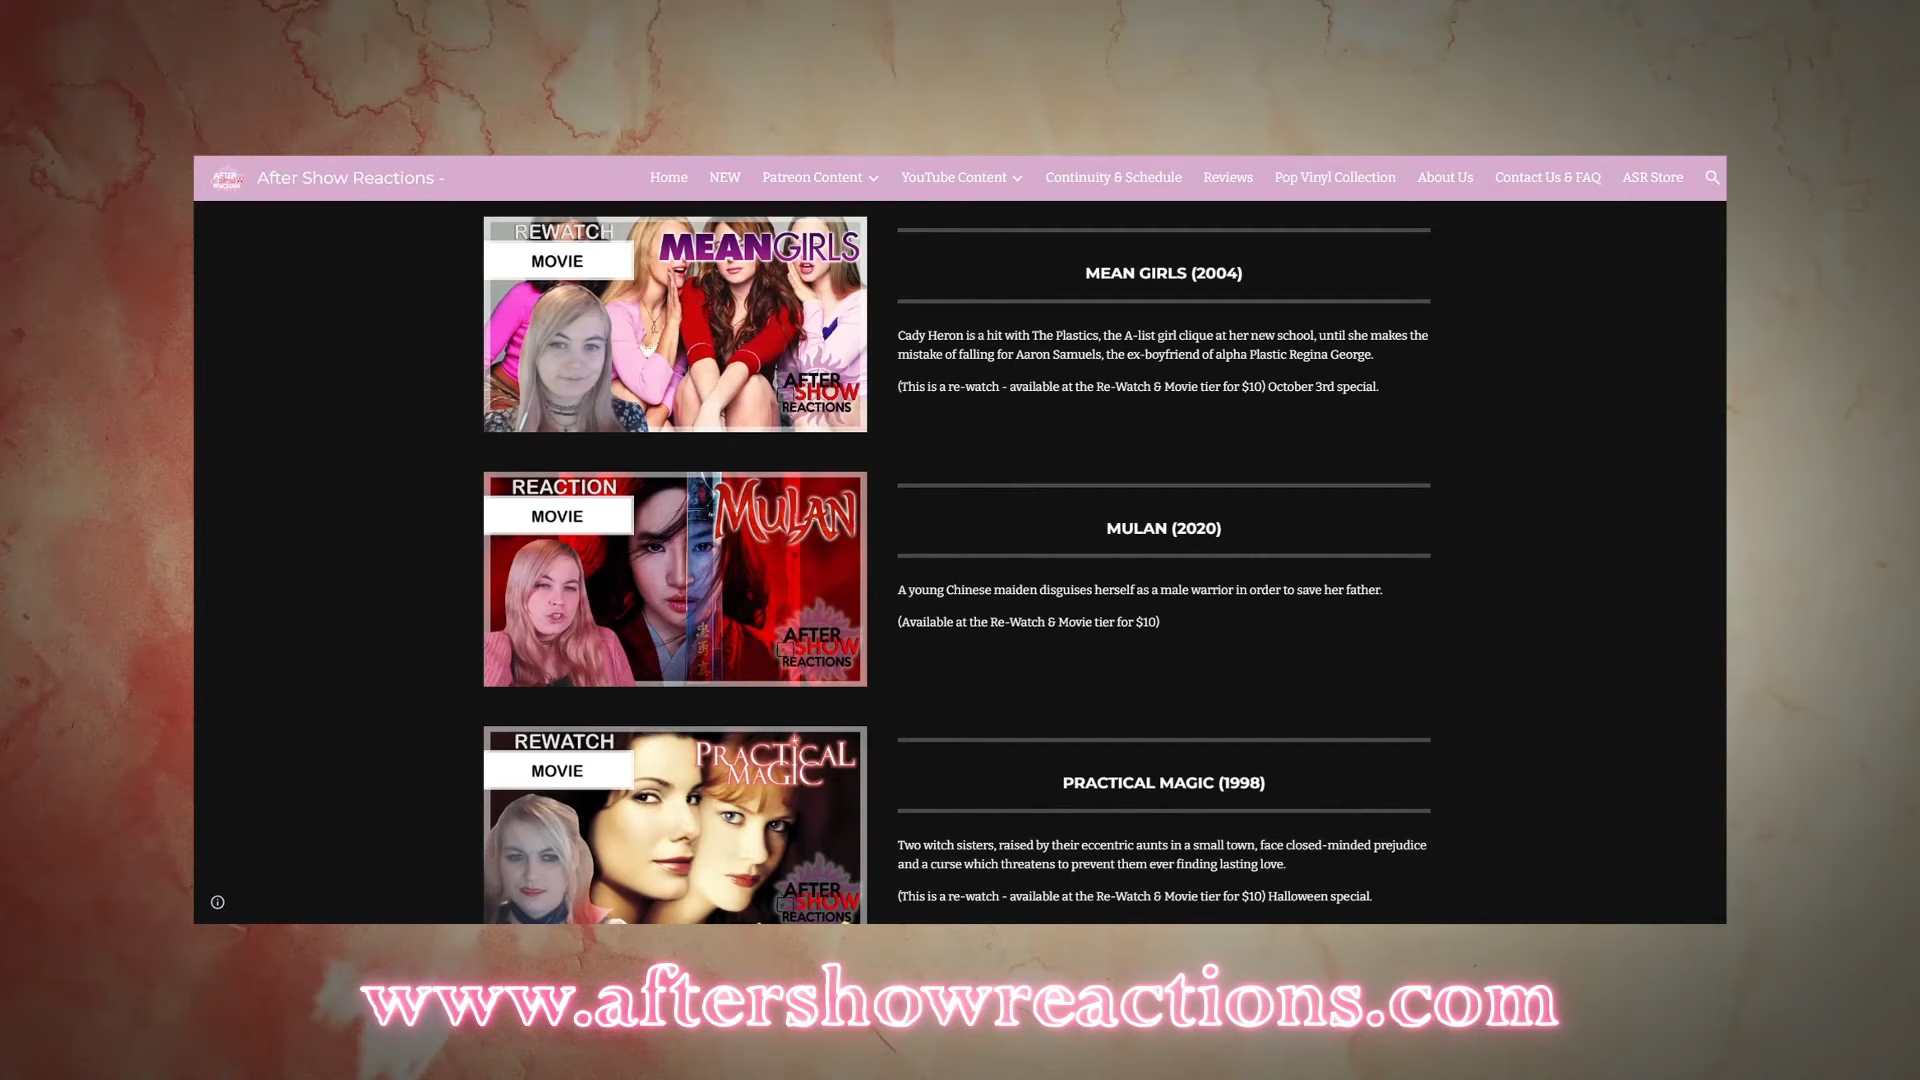 AFTER SHOW REACTIONS
After Show Reactions -
Home NEW Patreon Content YouTube Content Continuity & Schedule Reviews Pop Vinyl Collection About Us Contact Us & FAQ ASR Store
REWATCH
MOVIE
MEAN GIRLS
AFTER
SHOW
REACTIONS
MEAN GIRLS (2004)
Cady Heron is a hit with The Plastics, the A-list girl clique at her new school, until she makes the
mistake of falling for Aaron Samuels, the ex-boyfriend of alpha Plastic Regina George.
(This is a re-watch - available at the Re-Watch & Movie tier for $10) October 3rd special.
REACTION
MOVIE
MULAN
忠
勇
真
AFTER
SHOW
REACTIONS
MULAN (2020)
A young Chinese maiden disguises herself as a male warrior in order to save her father.
(Available at the Re-Watch & Movie tier for $10)
REWATCH
MOVIE
PRACTICAL
MAGIC
AFTER
SHOW
REACTIONS
PRACTICAL MAGIC (1998)
Two witch sisters, raised by their eccentric aunts in a small town, face closed-minded prejudice
and a curse which threatens to prevent them ever finding lasting love.
(This is a re-watch - available at the Re-Watch & Movie tier for $10) Halloween special.
www.aftershowreactions.com